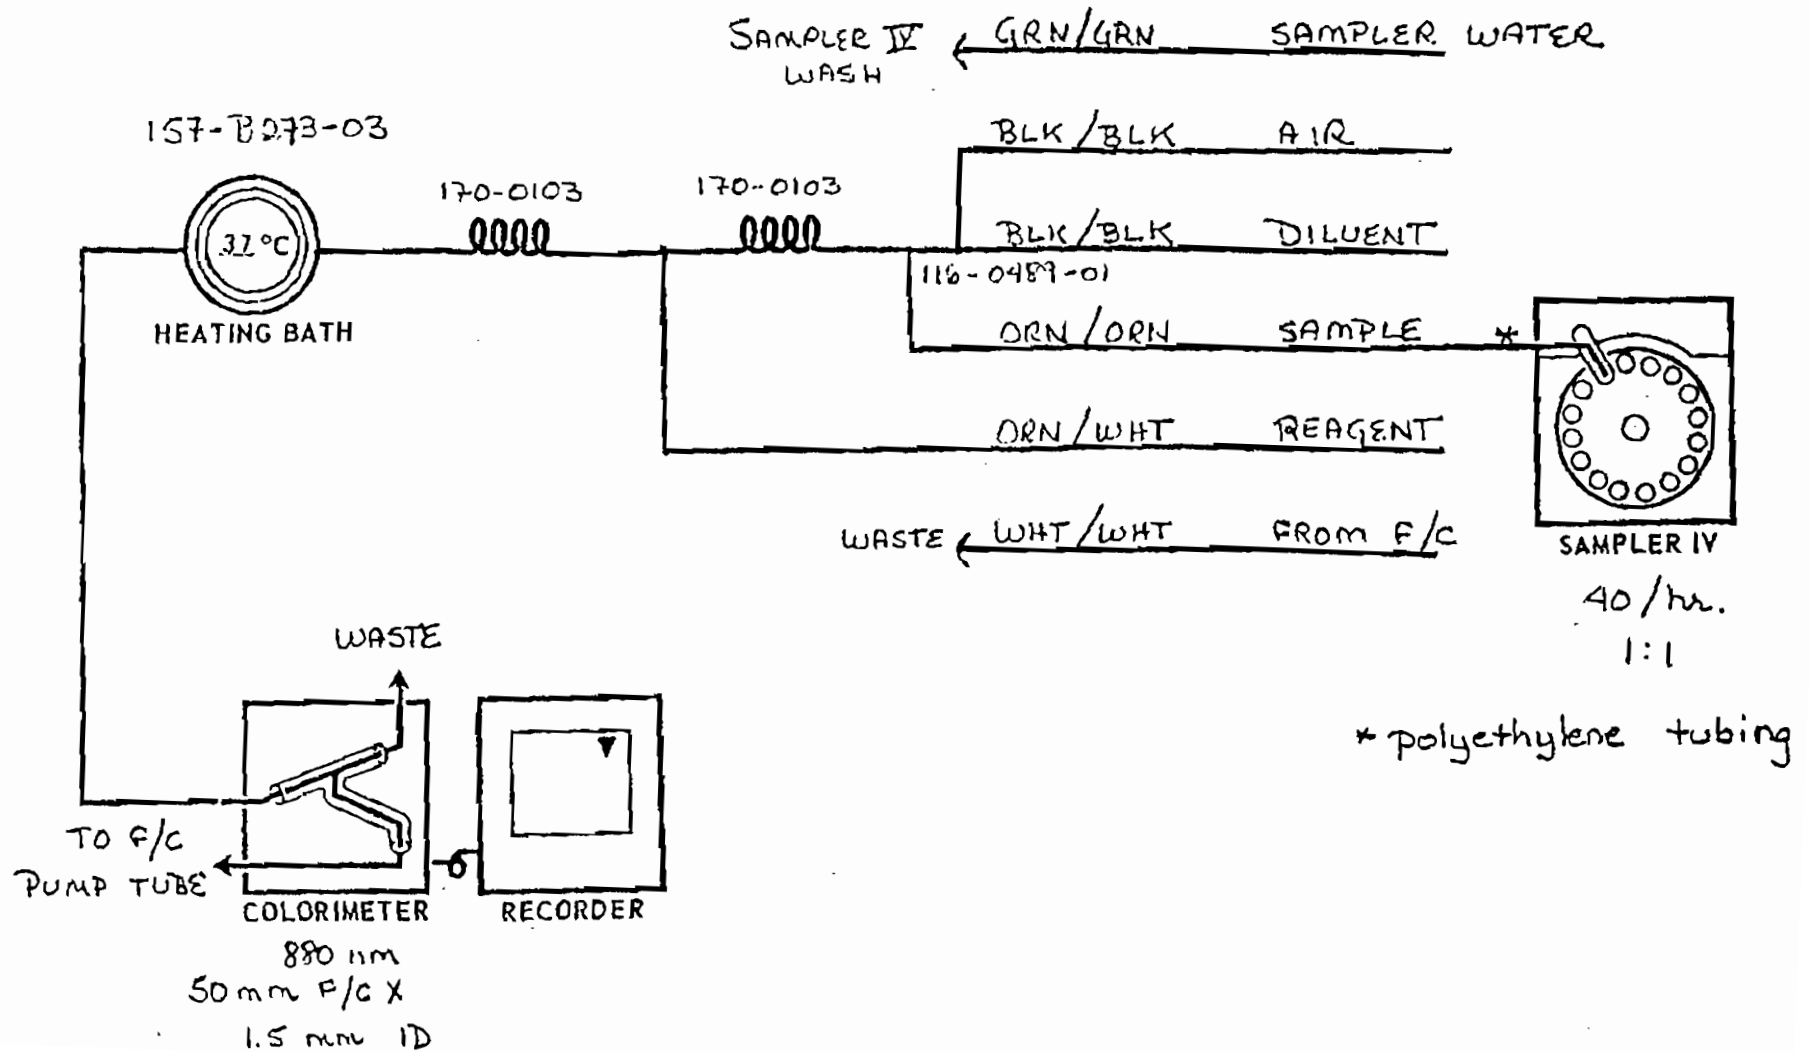 SAMPLER IV WASH
GRN/GRN SAMPLER WATER
157-B273-03
BLK/BLK AIR
170-0103
170-0103
37 °C
BLK/BLK DILUENT
116-0489-01
HEATING BATH
ORN/ORN SAMPLE *
ORN/WHT REAGENT
WASTE WHT/WHT FROM F/C
SAMPLER IV
40/hr.
1:1
WASTE
* polyethylene tubing
TO F/C
PUMP TUBE
COLORIMETER
RECORDER
880 nm
50mm F/C X
1.5 mm ID